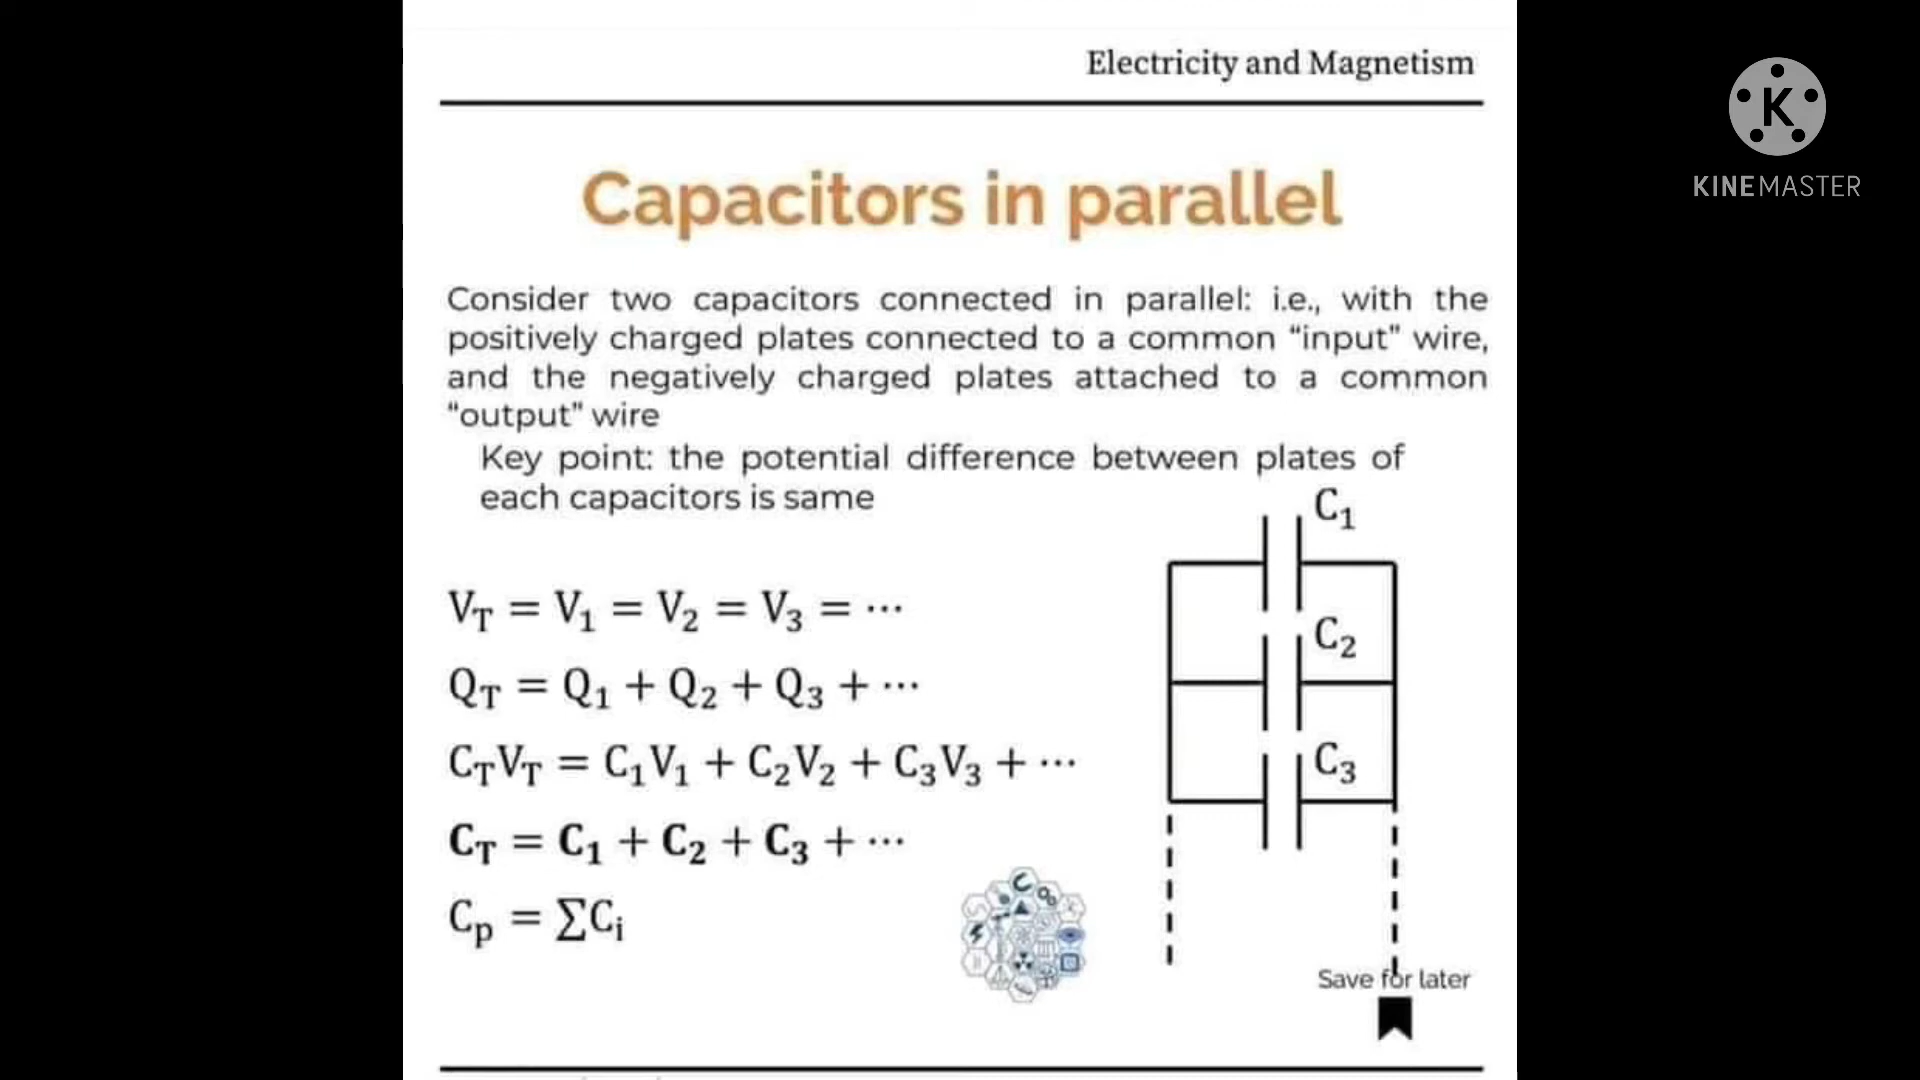 Electricity and Magnetism
K
KINEMASTER
Capacitors in parallel
Consider two capacitors connected in parallel: i.e., with the
positively charged plates connected to a common “input” wire,
and the negatively charged plates attached to a common
“output” wire
Key point: the potential difference between plates of
each capacitors is same
C₁
V_T = V₁ = V₂ = V₃ = ⋯
C₂
Q_T = Q₁ + Q₂ + Q₃ + ⋯
C_TV_T = C₁V₁ + C₂V₂ + C₃V₃ + ⋯
C₃
C_T = C₁ + C₂ + C₃ + ⋯
C_p = ∑C_i
Save for later